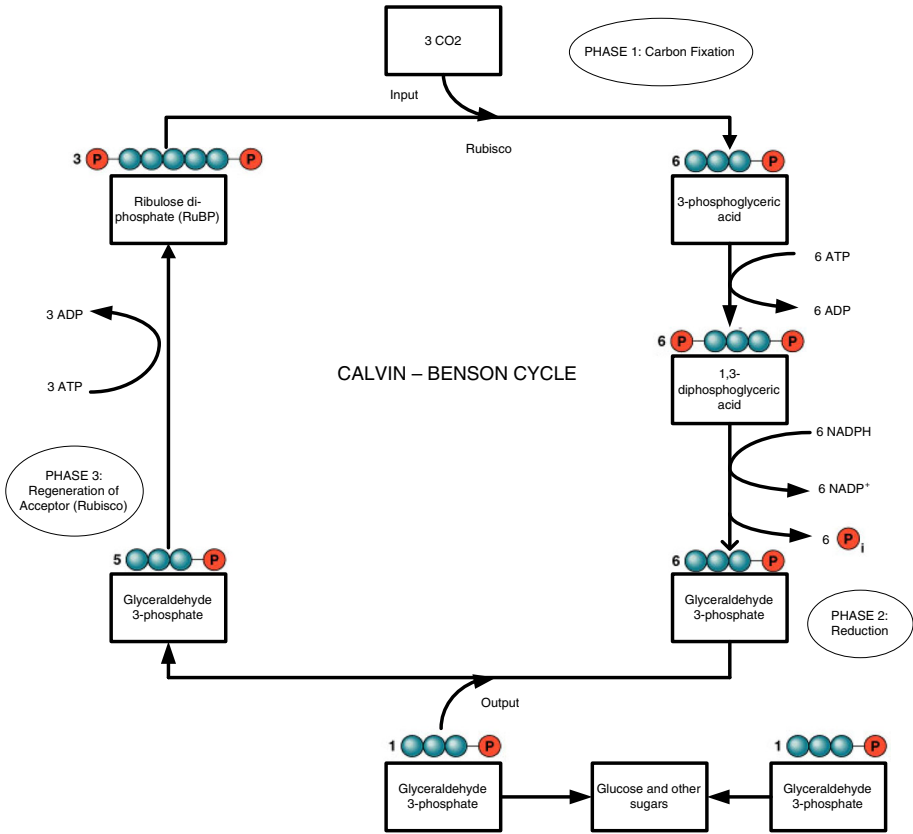 3 CO2
PHASE 1: Carbon Fixation
Input
Rubisco
3 P P
6 P
Ribulose di-
phosphate (RuBP)
3-phosphoglyceric
acid
6 ATP
6 ADP
3 ADP
3 ATP
6 P P
1,3-
diphosphoglyceric
acid
CALVIN – BENSON CYCLE
6 NADPH
6 NADP+
6 P i
PHASE 3:
Regeneration of
Acceptor (Rubisco)
5 P
Glyceraldehyde
3-phosphate
6 P
Glyceraldehyde
3-phosphate
PHASE 2:
Reduction
Output
1 P
Glyceraldehyde
3-phosphate
Glucose and other
sugars
1 P
Glyceraldehyde
3-phosphate